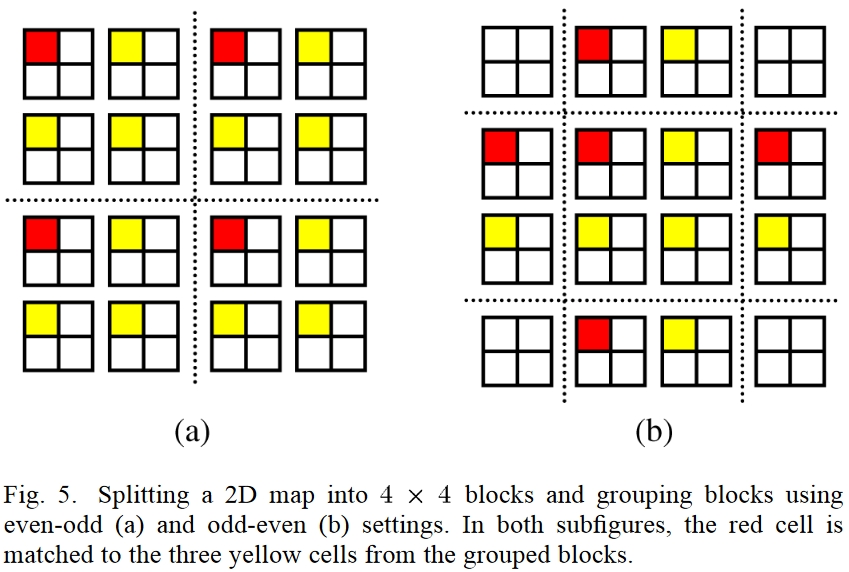 (a)
(b)
Fig. 5. Splitting a 2D map into 4 × 4 blocks and grouping blocks using
even-odd (a) and odd-even (b) settings. In both subfigures, the red cell is
matched to the three yellow cells from the grouped blocks.